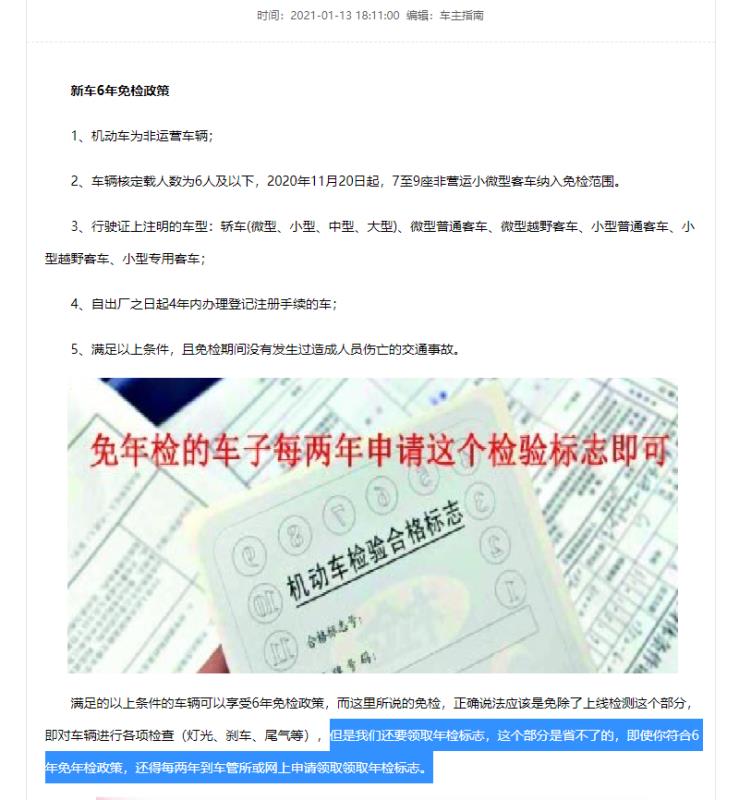 时间：2021-01-13 18:11:00 编辑：车主指南
新车6年免检政策
1、机动车为非运营车辆；
2、车辆核定载人数为6人及以下，2020年11月20日起，7至9座非营运小微型客车纳入免检范围。
3、行驶证上注明的车型：轿车(微型、小型、中型、大型)、微型普通客车、微型越野客车、小型普通客车、小
型越野客车、小型专用客车；
4、自出厂之日起4年内办理登记注册手续的车；
5、满足以上条件，且免检期间没有发生过造成人员伤亡的交通事故。
免年检的车子每两年申请这个检验标志即可
9 8 7 6 5
3
2
1
10
11
机动车检验合格标志
合格标志号：
号码：
满足的以上条件的车辆可以享受6年免检政策，而这里所说的免检，正确说法应该是免除了上线检测这个部分，
即对车辆进行各项检查（灯光、刹车、尾气等），但是我们还要领取年检标志，这个部分是省不了的，即使你符合6
年免年检政策，还得每两年到车管所或网上申请领取领取年检标志。